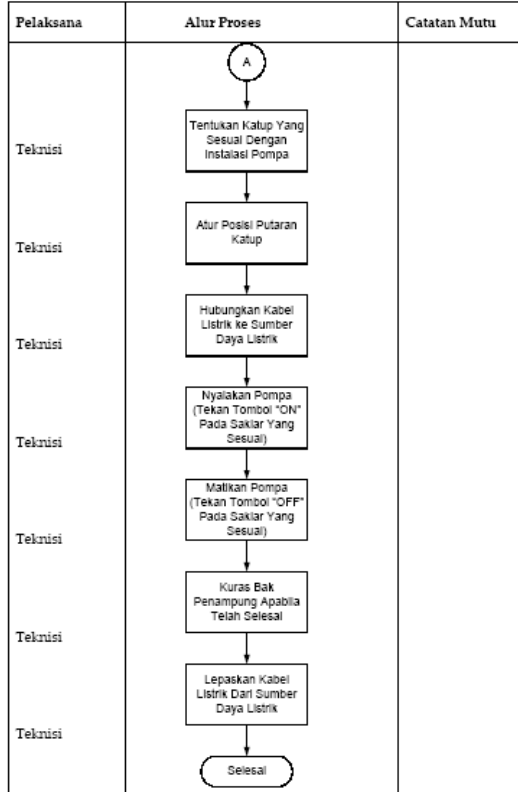 Pelaksana
Alur Proses
Catatan Mutu
A
Teknisi
Tentukan Katup Yang
Sesuai Dengan
Instalasi Pompa
Teknisi
Atur Posisi Putaran
Katup
Teknisi
Hubungkan Kabel
Listrik ke Sumber
Daya Listrik
Teknisi
Nyalakan Pompa
(Tekan Tombol "ON"
Pada Saklar Yang
Sesuai)
Teknisi
Matikan Pompa
(Tekan Tombol "OFF"
Pada Saklar Yang
Sesuai)
Teknisi
Kuras Bak
Penampung Apabila
Telah Selesai
Teknisi
Lepaskan Kabel
Listrik Dari Sumber
Daya Listrik
Selesai